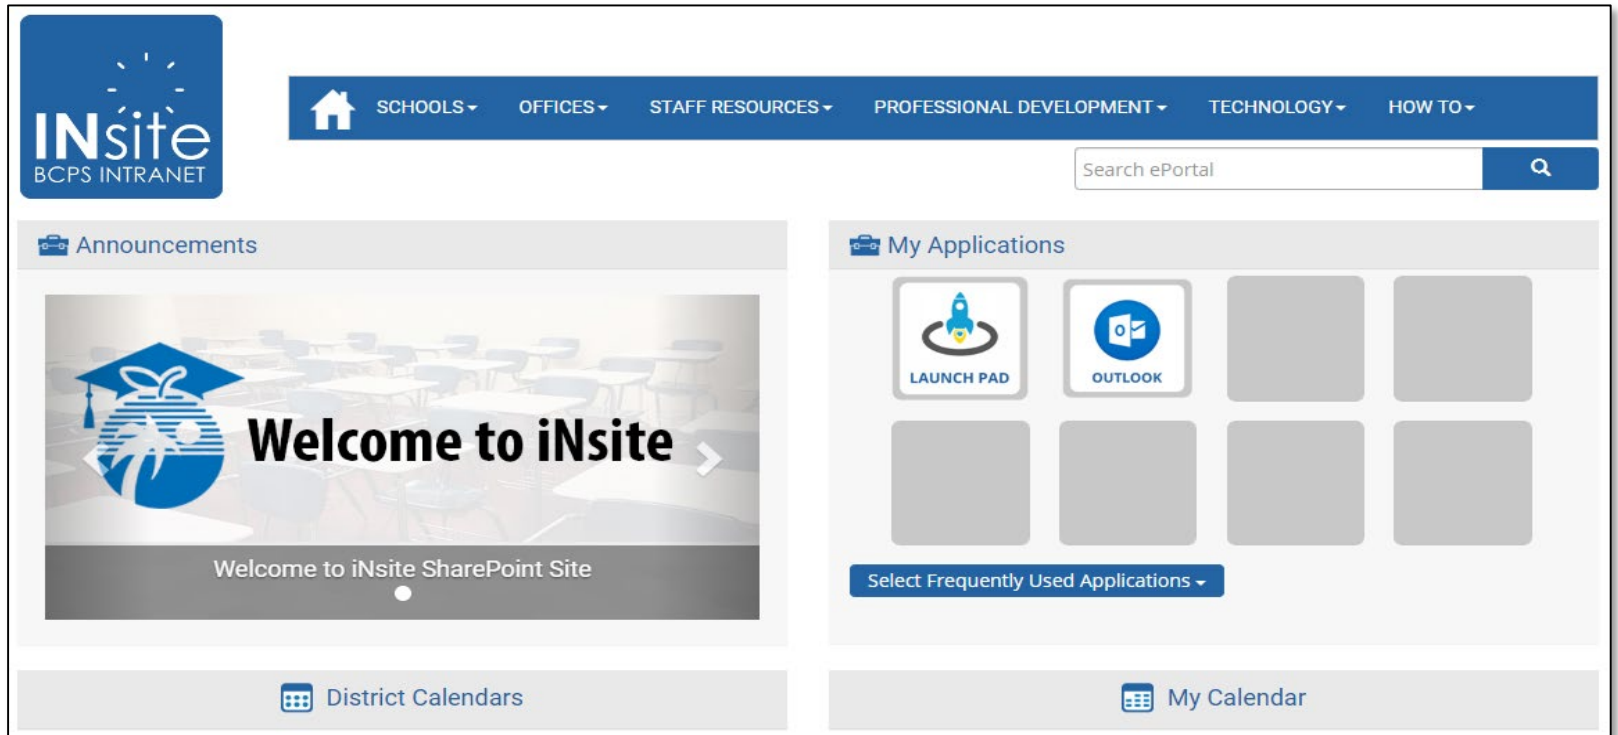 INsite
BCPS INTRANET
SCHOOLS
OFFICES
STAFF RESOURCES
PROFESSIONAL DEVELOPMENT
TECHNOLOGY
HOW TO
Search ePortal
Announcements
Welcome to iNsite
Welcome to iNsite SharePoint Site
My Applications
LAUNCH PAD
OUTLOOK
Select Frequently Used Applications
District Calendars
My Calendar